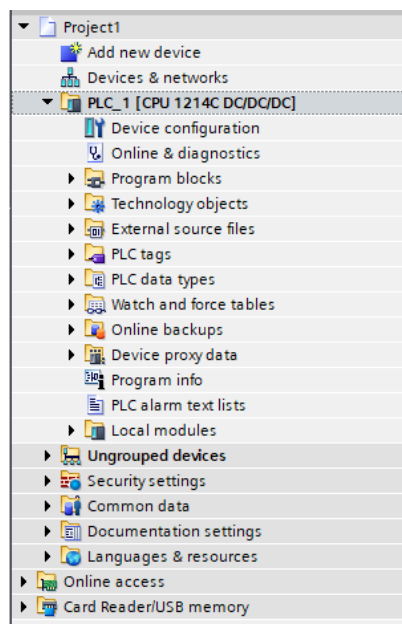 Project1
Add new device
Devices & networks
PLC_1 [CPU 1214C DC/DC/DC]
Device configuration
Online & diagnostics
Program blocks
Technology objects
External source files
PLC tags
PLC data types
Watch and force tables
Online backups
Device proxy data
Program info
PLC alarm text lists
Local modules
Ungrouped devices
Security settings
Common data
Documentation settings
Languages & resources
Online access
Card Reader/USB memory